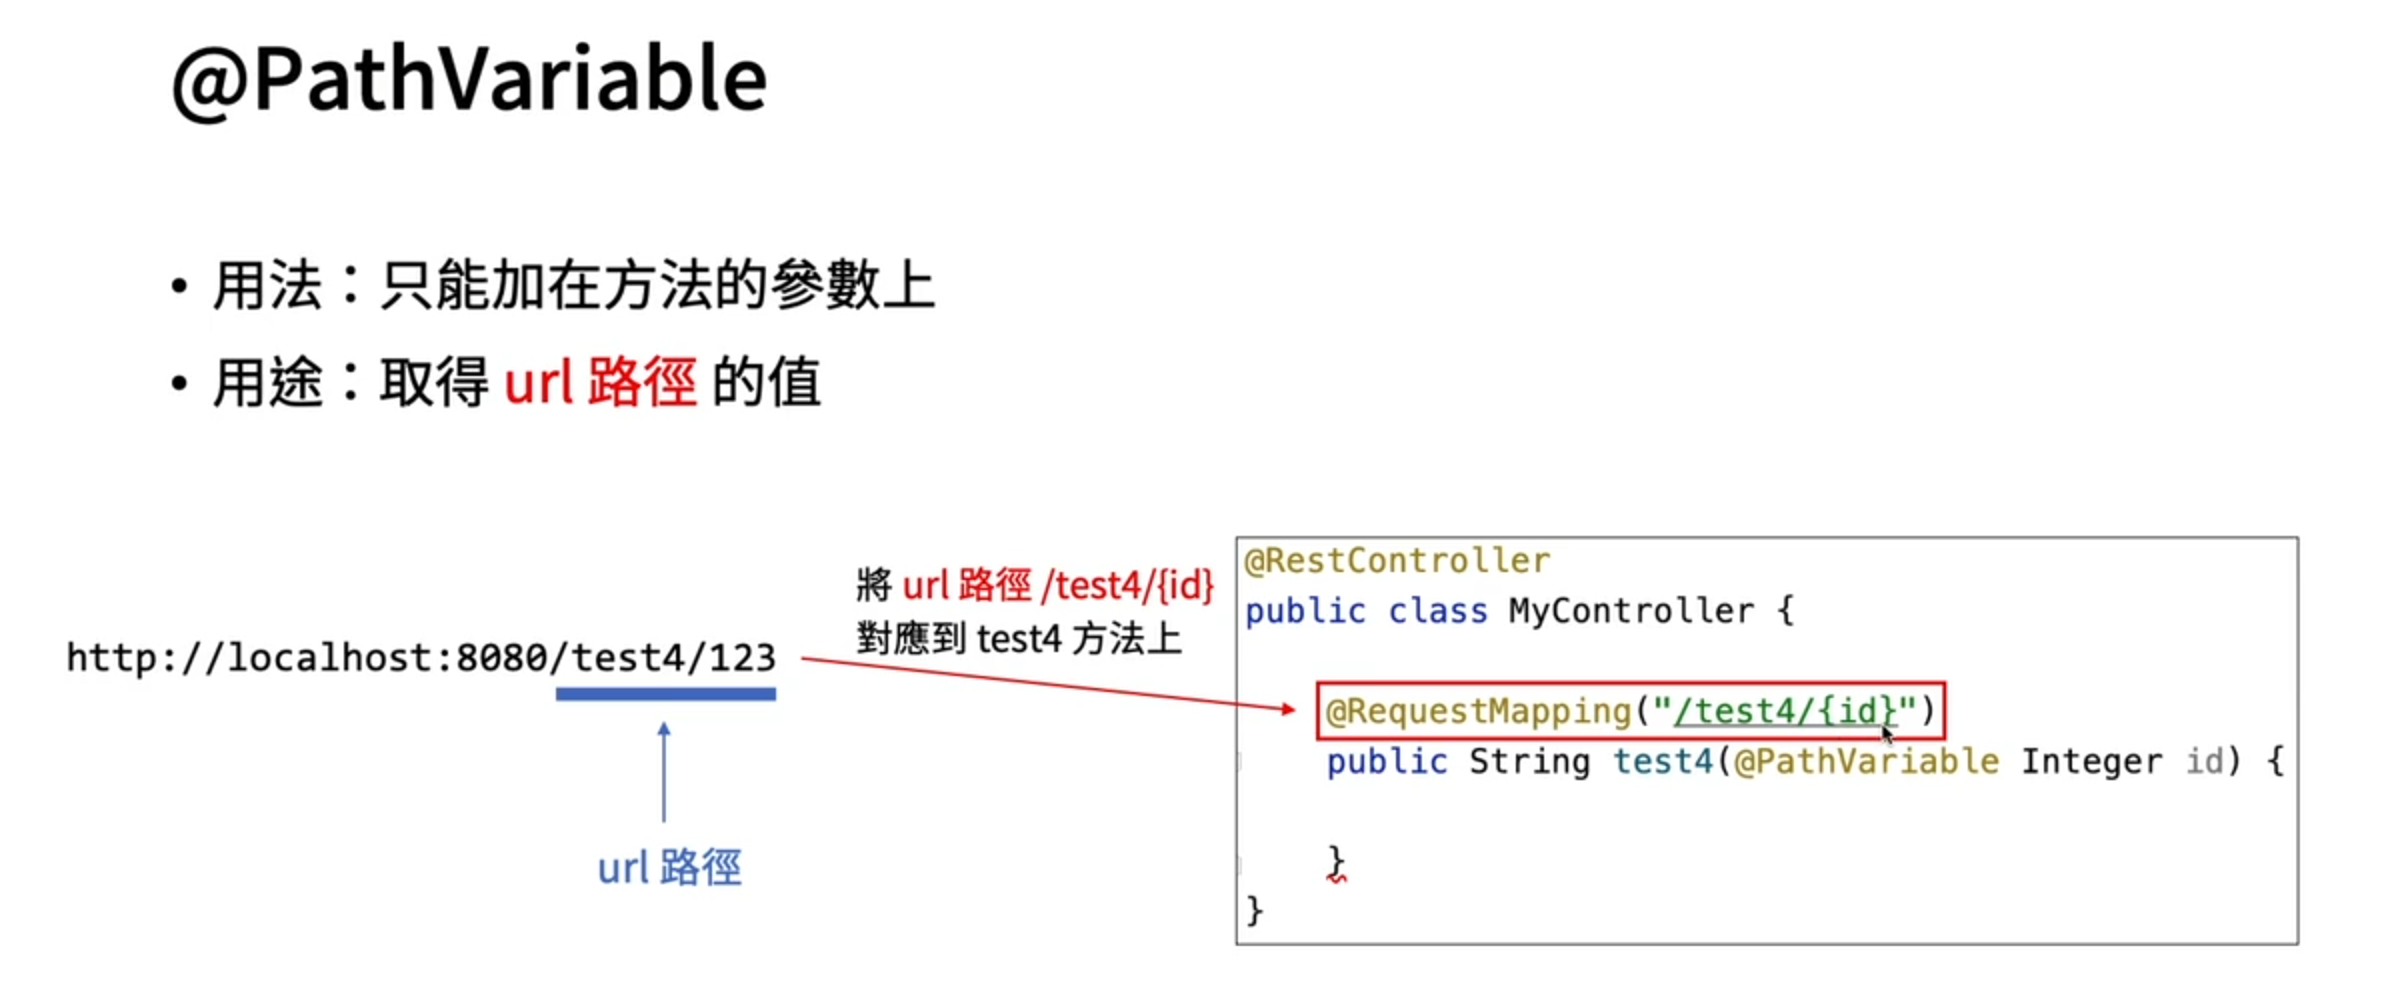 @PathVariable
• 用法：只能加在方法的參數上
• 用途：取得 url 路徑 的值
http://localhost:8080/test4/123
url 路徑
將 url 路徑 /test4/{id}
對應到 test4 方法上
@RestController
public class MyController {
@RequestMapping("/test4/{id}")
public String test4(@PathVariable Integer id) {
}
}